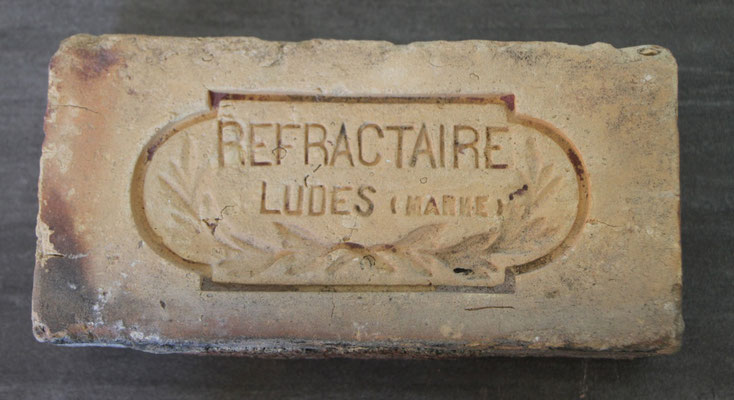 REFRACTAIRE
LUDES (MARNE)